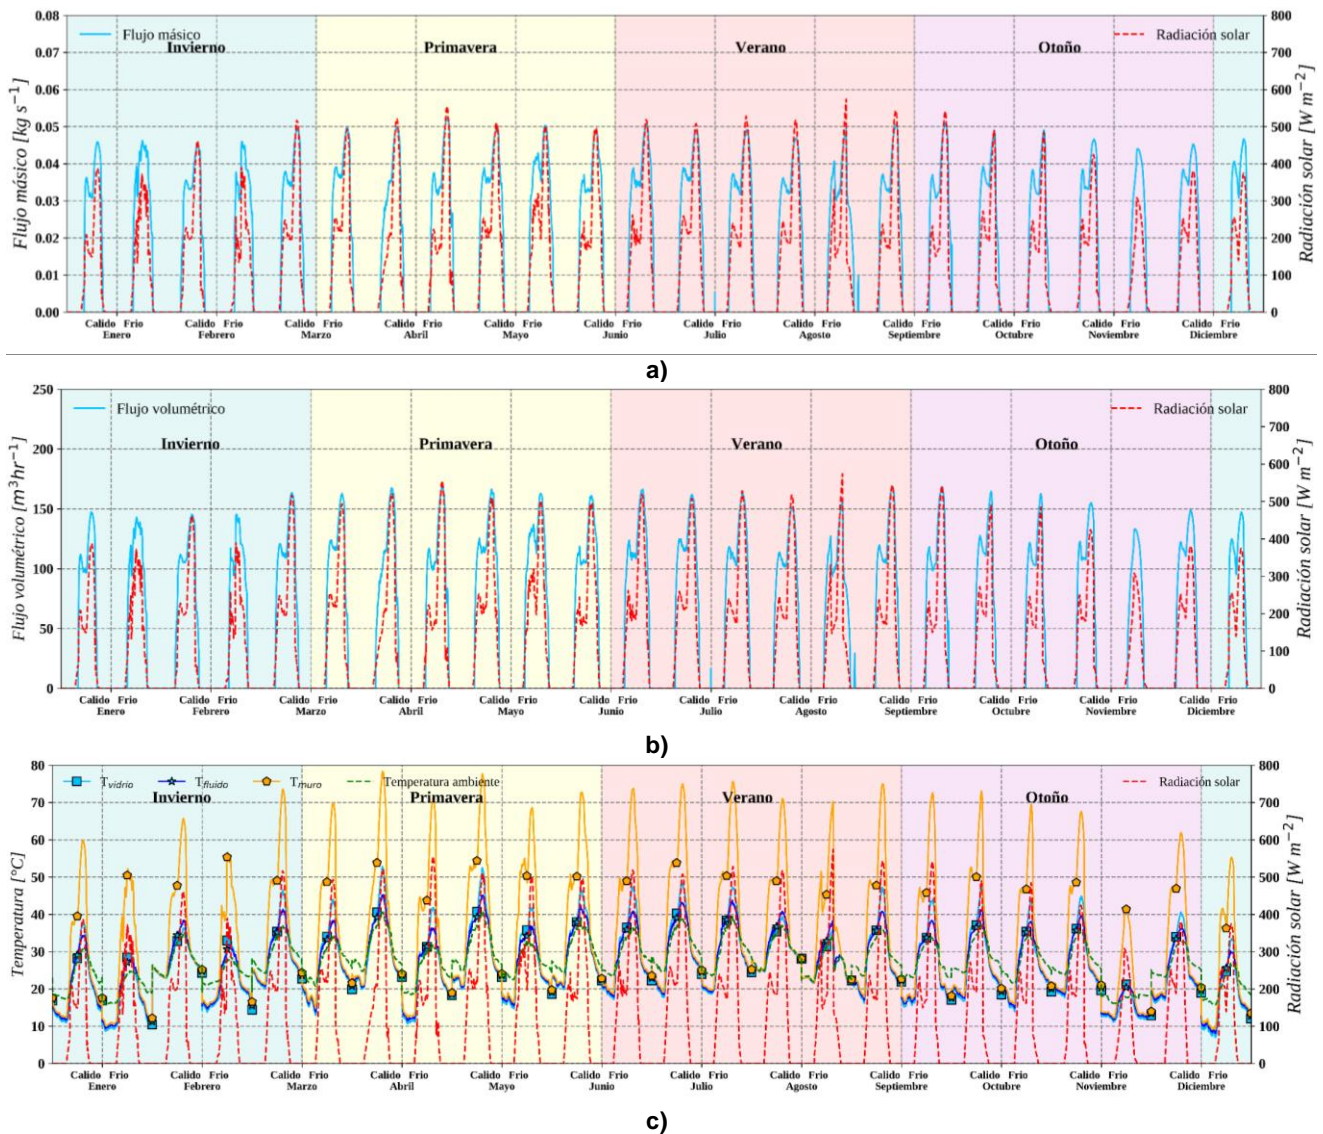 Flujo másico Radiación solar
Invierno Primavera Verano Otoño
Flujo másico [kg s⁻¹]
0.08
0.07
0.06
0.05
0.04
0.03
0.02
0.01
0.00
800
700
600
500
400
300
200
100
0
Radiación solar [W m⁻²]
Calido Frio Calido Frio Calido Frio Calido Frio Calido Frio Calido Frio Calido Frio Calido Frio Calido Frio Calido Frio Calido Frio Calido Frio
Enero Febrero Marzo Abril Mayo Junio Julio Agosto Septiembre Octubre Noviembre Diciembre
a)
Flujo volumétrico Radiación solar
Invierno Primavera Verano Otoño
Flujo volumétrico [m³hr⁻¹]
250
200
150
100
50
0
800
700
600
500
400
300
200
100
0
Radiación solar [W m⁻²]
Calido Frio Calido Frio Calido Frio Calido Frio Calido Frio Calido Frio Calido Frio Calido Frio Calido Frio Calido Frio Calido Frio Calido Frio
Enero Febrero Marzo Abril Mayo Junio Julio Agosto Septiembre Octubre Noviembre Diciembre
b)
Tvidrio Tfluido Tmuro Temperatura ambiente Radiación solar
Invierno Primavera Verano Otoño
Temperatura [°C]
80
70
60
50
40
30
20
10
0
800
700
600
500
400
300
200
100
0
Radiación solar [W m⁻²]
Calido Frio Calido Frio Calido Frio Calido Frio Calido Frio Calido Frio Calido Frio Calido Frio Calido Frio Calido Frio Calido Frio Calido Frio
Enero Febrero Marzo Abril Mayo Junio Julio Agosto Septiembre Octubre Noviembre Diciembre
c)